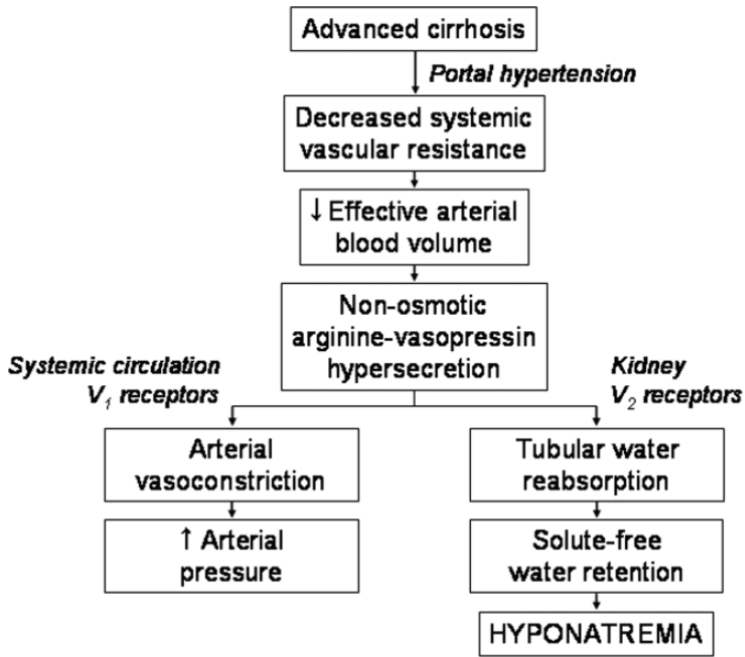 Advanced cirrhosis
Portal hypertension
Decreased systemic
vascular resistance
↓ Effective arterial
blood volume
Non-osmotic
arginine-vasopressin
hypersecretion
Systemic circulation
V₁ receptors
Kidney
V₂ receptors
Arterial
vasoconstriction
Tubular water
reabsorption
↑ Arterial
pressure
Solute-free
water retention
HYPONATREMIA